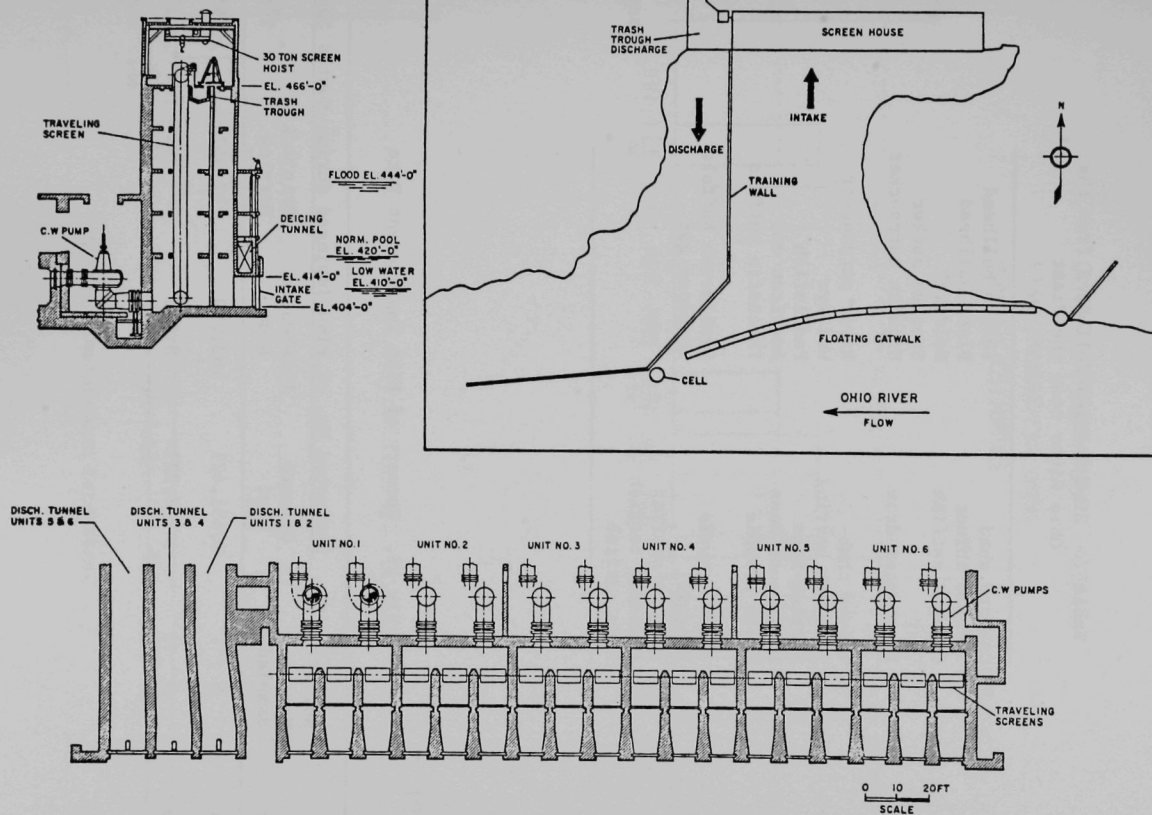 30 TON SCREEN
HOIST
EL. 466'-0"
TRASH
TROUGH
TRAVELING
SCREEN
FLOOD EL. 444'-0"
C.W PUMP
DEICING
TUNNEL
NORM. POOL
EL. 420'-0"
EL. 414'-0"
LOW WATER
EL. 410'-0"
INTAKE
GATE
EL. 404'-0"
TRASH
TROUGH
DISCHARGE
SCREEN HOUSE
INTAKE
DISCHARGE
N
TRAINING
WALL
FLOATING CATWALK
CELL
OHIO RIVER
FLOW
DISCH. TUNNEL
UNITS 5 & 6
DISCH. TUNNEL
UNITS 3 & 4
DISCH. TUNNEL
UNITS 1 & 2
UNIT NO. 1
UNIT NO. 2
UNIT NO. 3
UNIT NO. 4
UNIT NO. 5
UNIT NO. 6
C.W PUMPS
TRAVELING
SCREENS
0 10 20FT
SCALE